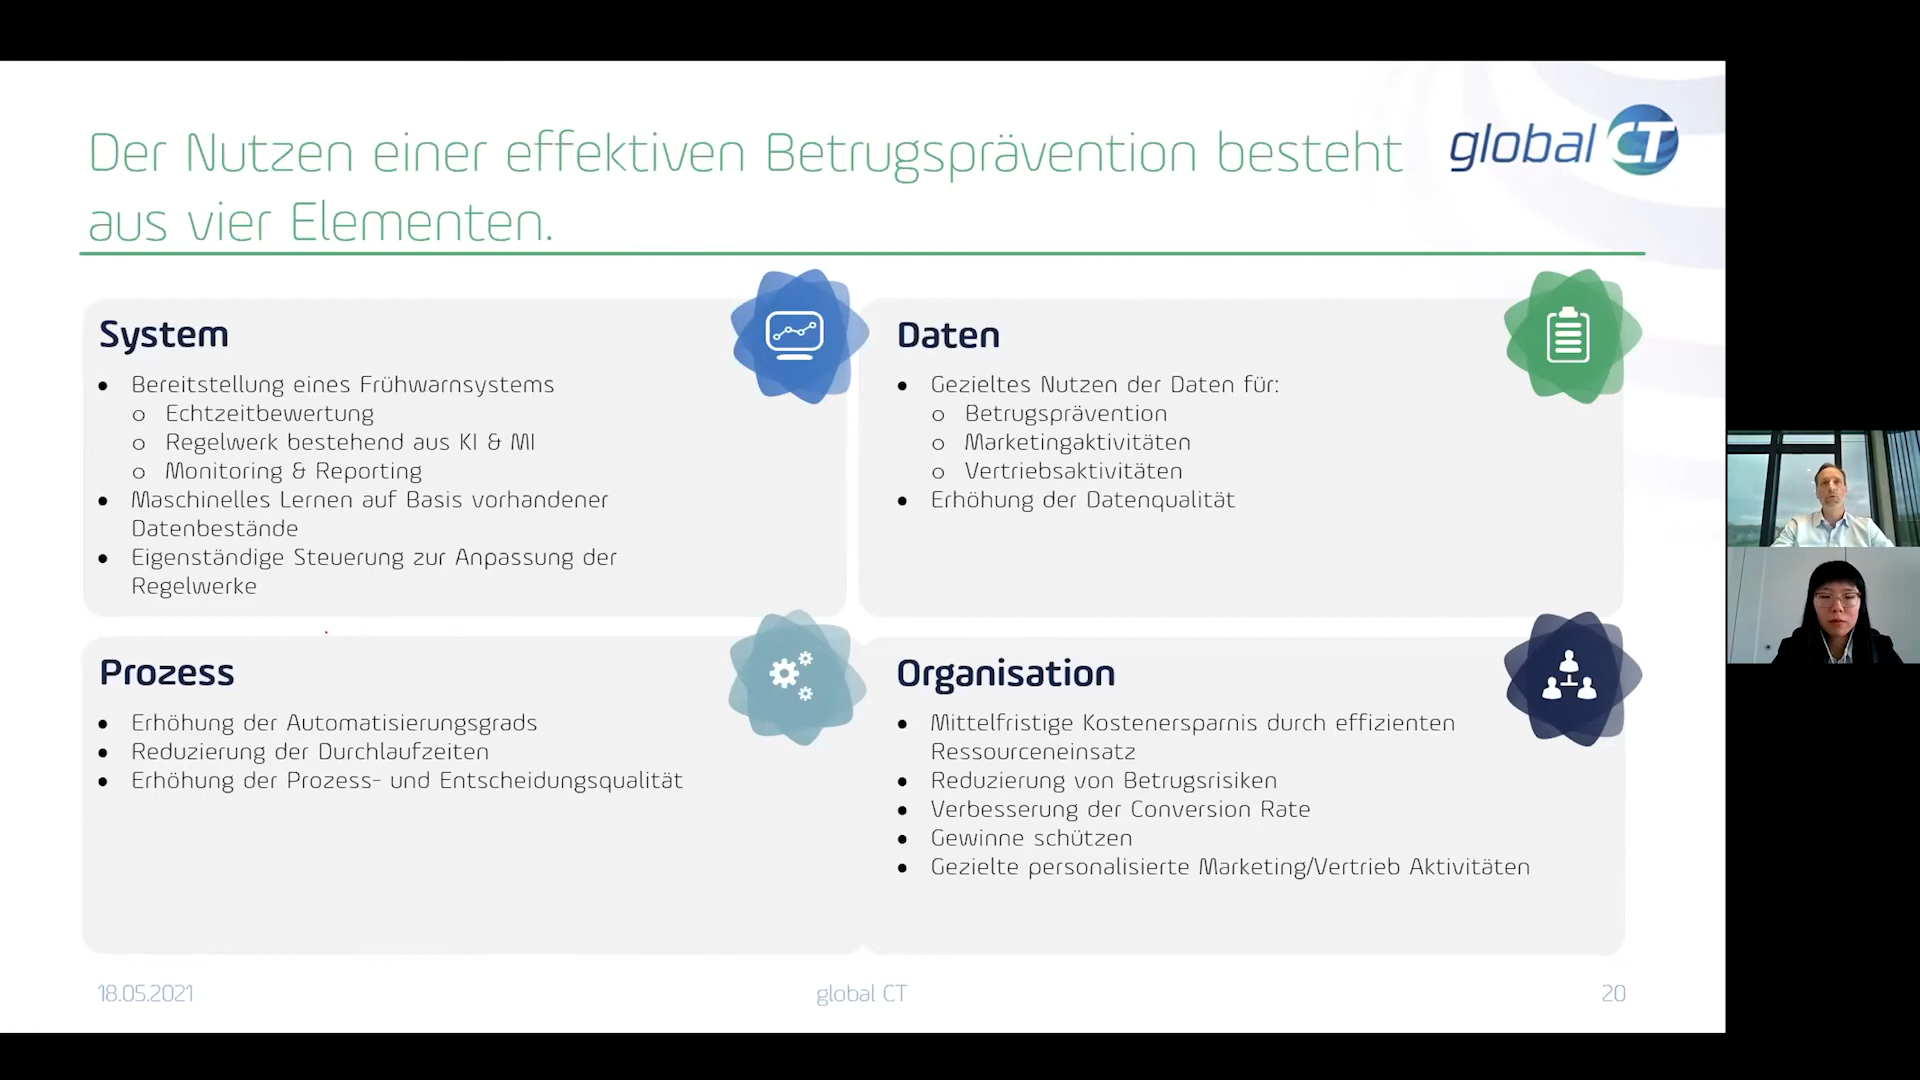 Der Nutzen einer effektiven Betrugsprävention besteht
aus vier Elementen.
global CT
System
• Bereitstellung eines Frühwarnsystems
o Echtzeitbewertung
o Regelwerk bestehend aus KI & MI
o Monitoring & Reporting
• Maschinelles Lernen auf Basis vorhandener
Datenbestände
• Eigenständige Steuerung zur Anpassung der
Regelwerke
Daten
• Gezieltes Nutzen der Daten für:
o Betrugsprävention
o Marketingaktivitäten
o Vertriebsaktivitäten
• Erhöhung der Datenqualität
Prozess
• Erhöhung der Automatisierungsgrads
• Reduzierung der Durchlaufzeiten
• Erhöhung der Prozess- und Entscheidungsqualität
Organisation
• Mittelfristige Kostenersparnis durch effizienten
Ressourceneinsatz
• Reduzierung von Betrugsrisiken
• Verbesserung der Conversion Rate
• Gewinne schützen
• Gezielte personalisierte Marketing/Vertrieb Aktivitäten
18.05.2021
global CT
20